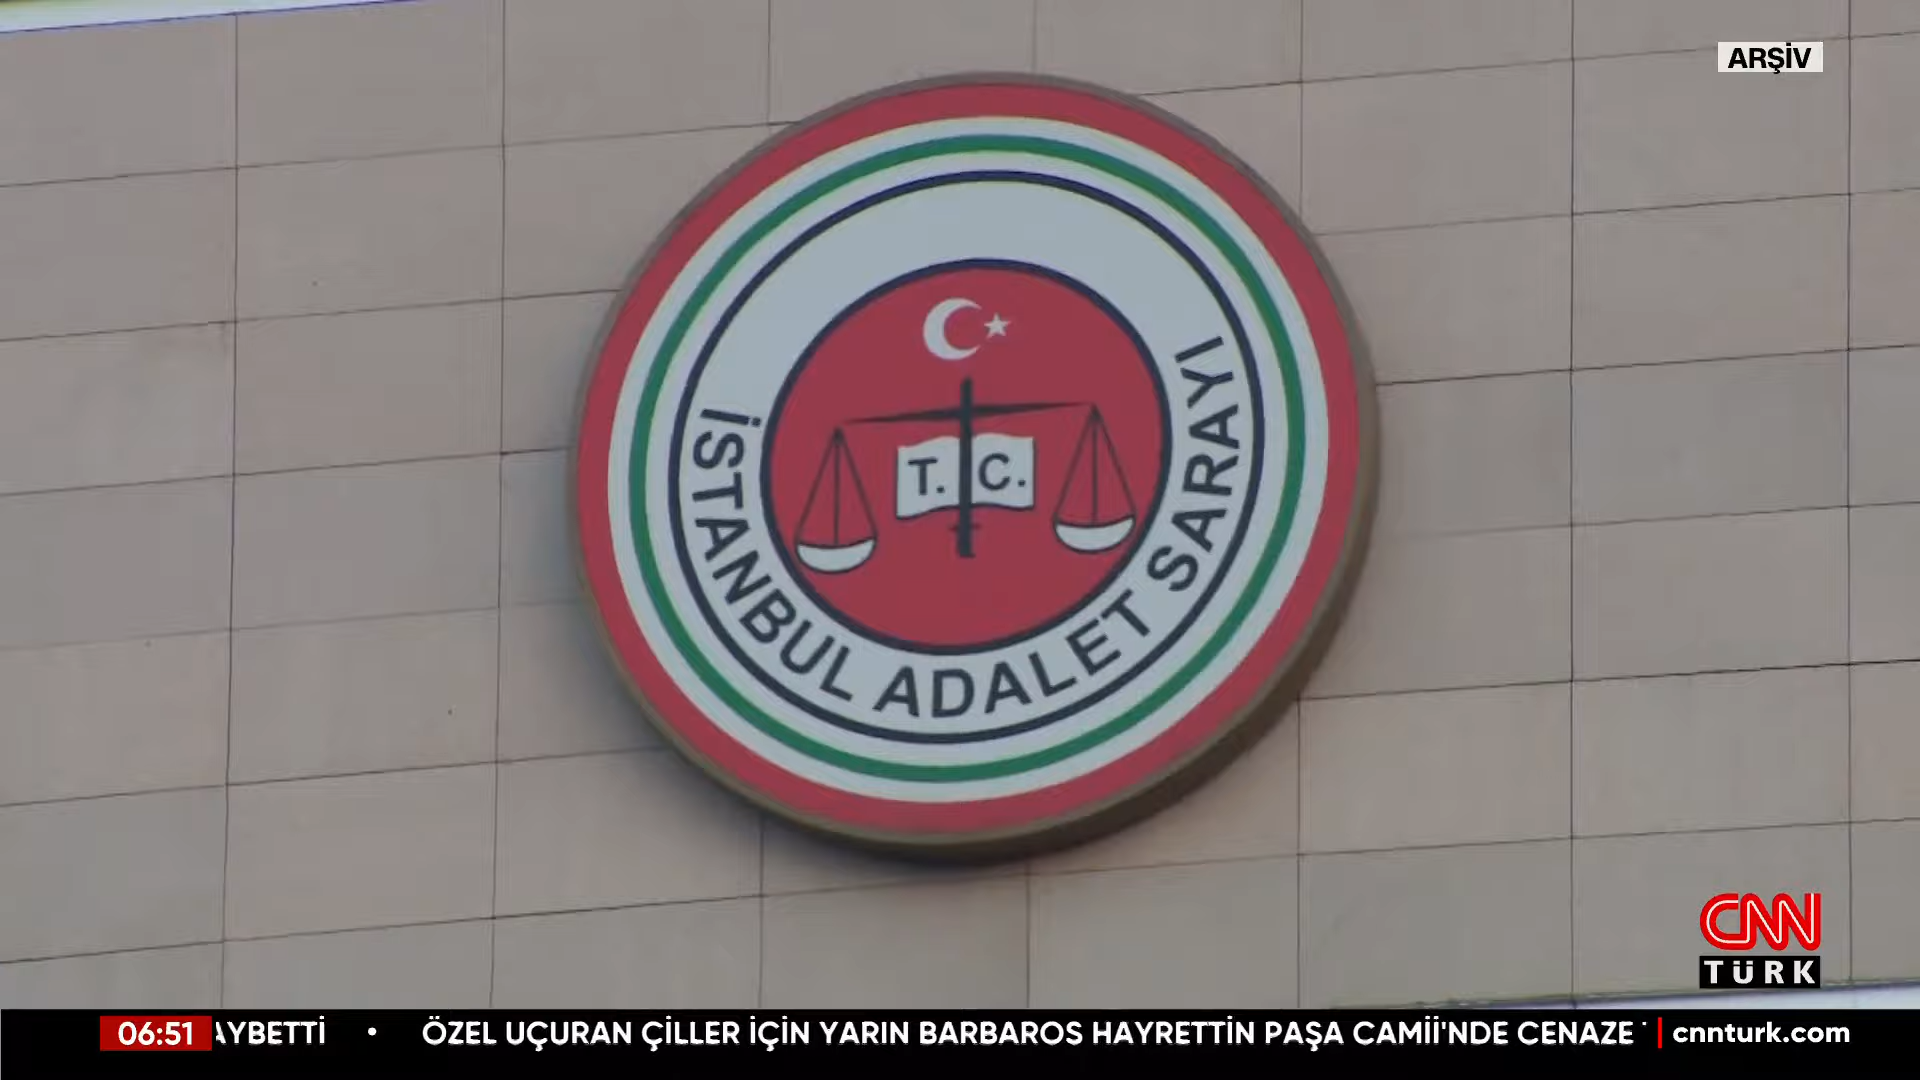 ARŞİV
T. C.
İSTANBUL ADALET SARAYI
CNN
TÜRK
06:51
AYBETTİ • ÖZEL UÇURAN ÇİLLER İÇİN YARIN BARBAROS HAYRETTİN PAŞA CAMİİ'NDE CENAZE
cnnturk.com